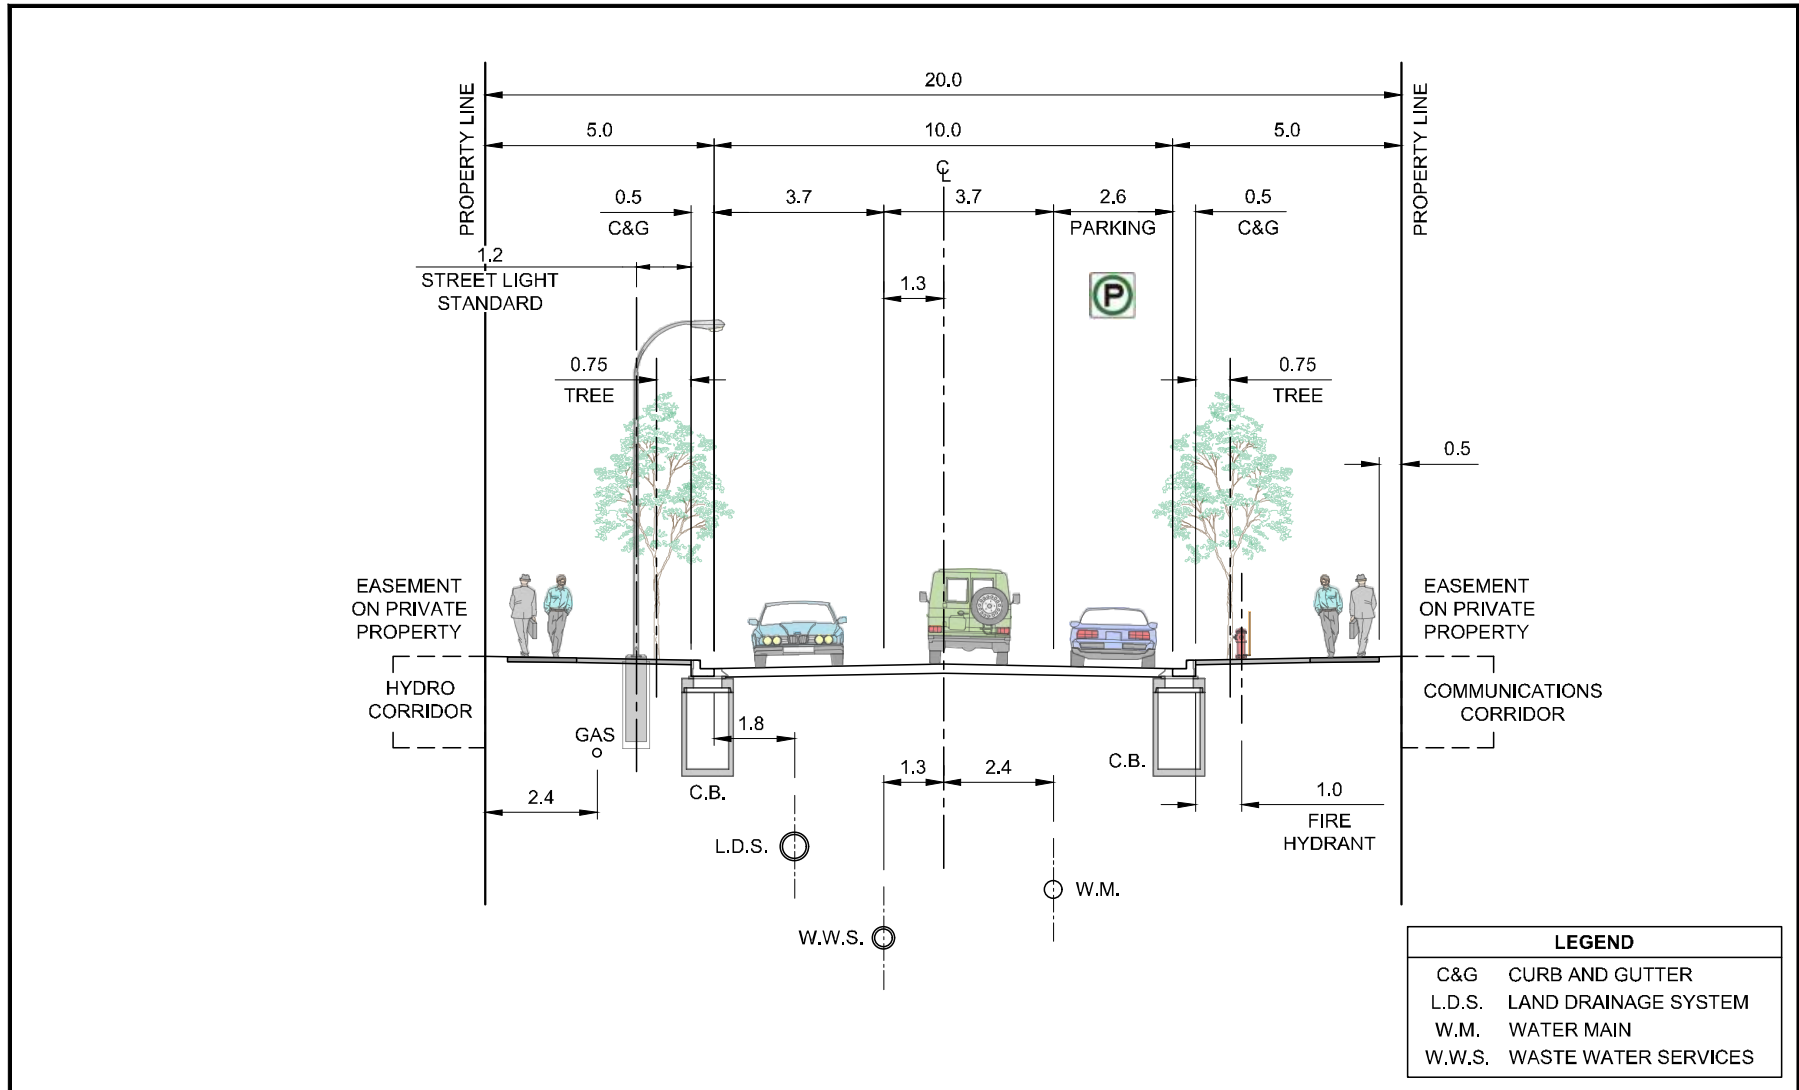 20.0
PROPERTY LINE
PROPERTY LINE
5.0
10.0
5.0
C̲L
0.5
C&G
3.7
3.7
2.6
PARKING
0.5
C&G
1.2
STREET LIGHT
STANDARD
1.3
P
0.75
TREE
0.75
TREE
0.5
EASEMENT
ON PRIVATE
PROPERTY
EASEMENT
ON PRIVATE
PROPERTY
HYDRO
CORRIDOR
COMMUNICATIONS
CORRIDOR
GAS
1.8
C.B.
C.B.
1.3
2.4
2.4
1.0
FIRE
HYDRANT
L.D.S.
W.M.
W.W.S.
LEGEND
C&G CURB AND GUTTER
L.D.S. LAND DRAINAGE SYSTEM
W.M. WATER MAIN
W.W.S. WASTE WATER SERVICES